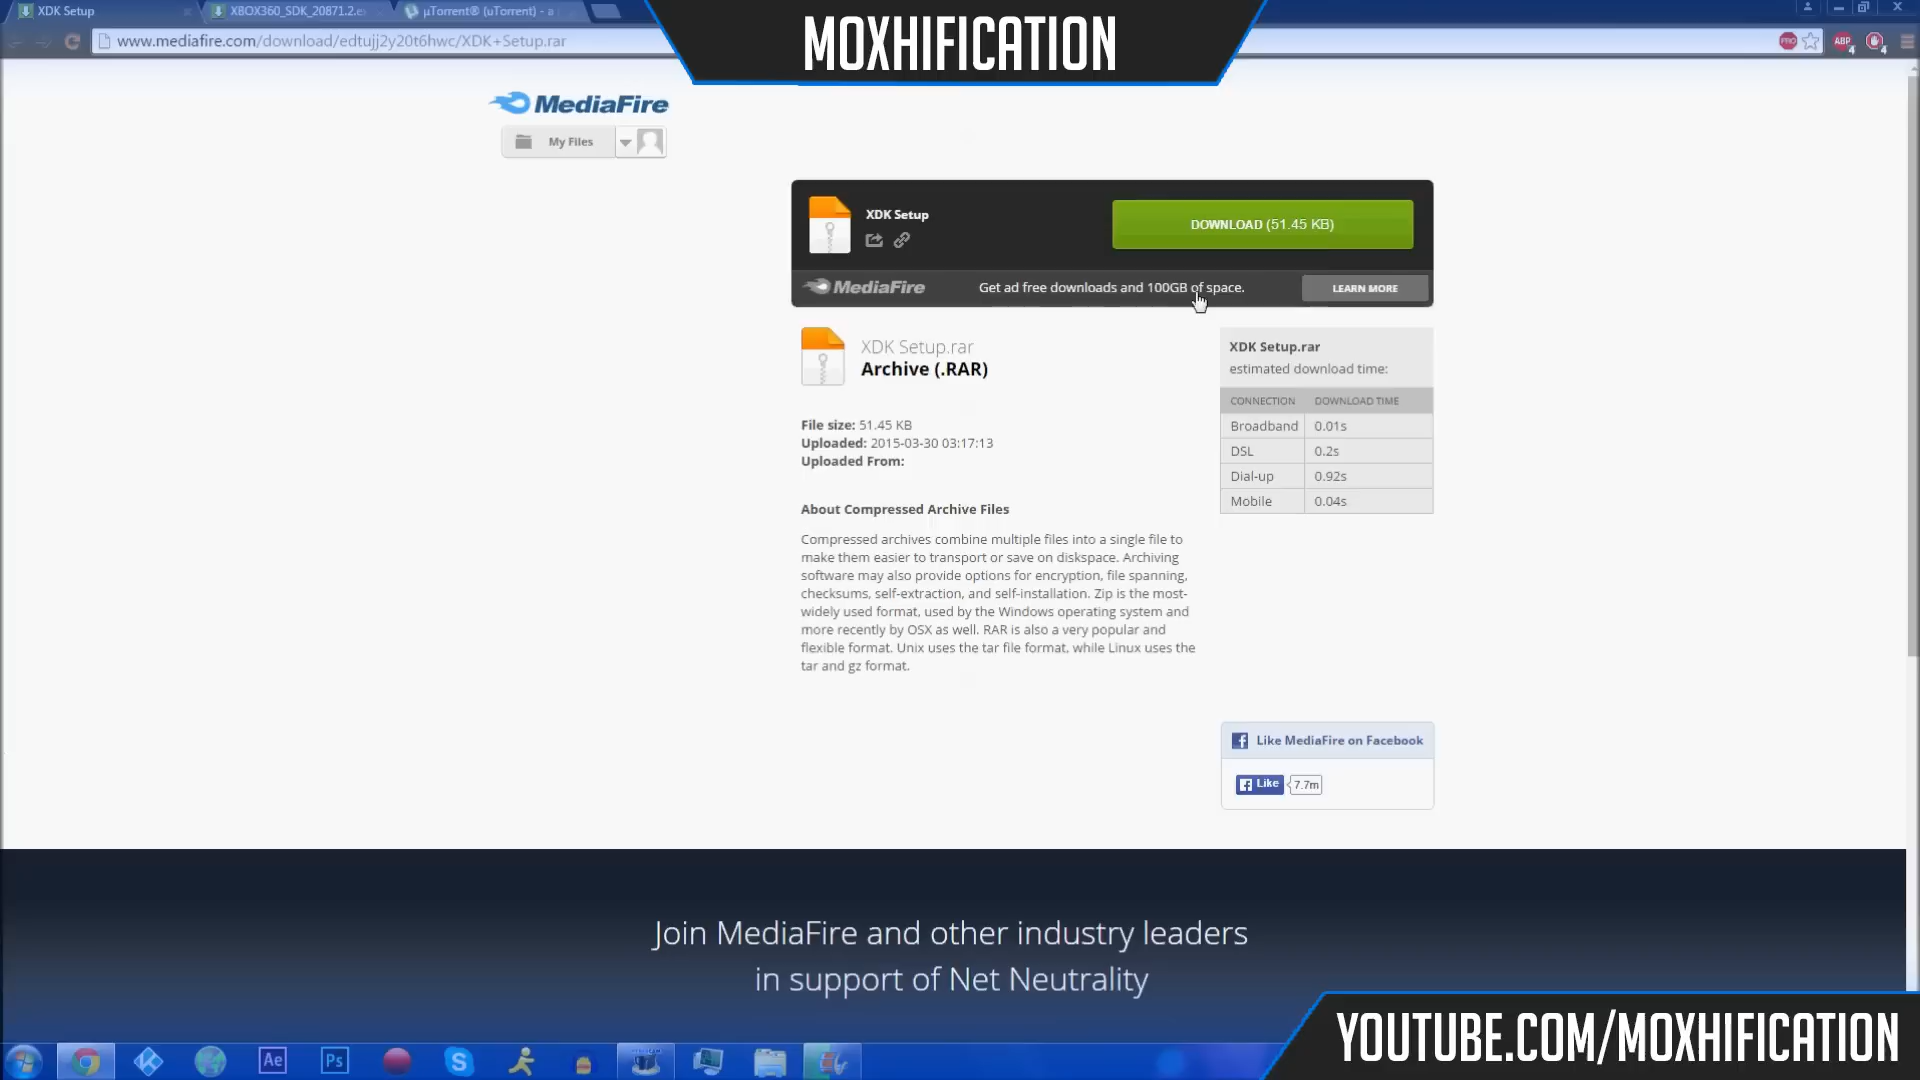 XDK Setup
XBOX360_SDK_20871.2.e
µTorrent® (uTorrent) - a
MOXHIFICATION
www.mediafire.com/download/edtujj2y20t6hwc/XDK+Setup.rar
PRO
ABP
4
4
MediaFire
My Files
XDK Setup
DOWNLOAD (51.45 KB)
MediaFire
Get ad free downloads and 100GB of space.
LEARN MORE
XDK Setup.rar
Archive (.RAR)
File size: 51.45 KB
Uploaded: 2015-03-30 03:17:13
Uploaded From:
About Compressed Archive Files
Compressed archives combine multiple files into a single file to
make them easier to transport or save on diskspace. Archiving
software may also provide options for encryption, file spanning,
checksums, self-extraction, and self-installation. Zip is the most-
widely used format, used by the Windows operating system and
more recently by OSX as well. RAR is also a very popular and
flexible format. Unix uses the tar file format, while Linux uses the
tar and gz format.
XDK Setup.rar
estimated download time:
CONNECTION DOWNLOAD TIME
Broadband 0.01s
DSL 0.2s
Dial-up 0.92s
Mobile 0.04s
Like MediaFire on Facebook
Like 7.7m
Join MediaFire and other industry leaders
in support of Net Neutrality
Ae
Ps
YOUTUBE.COM/MOXHIFICATION